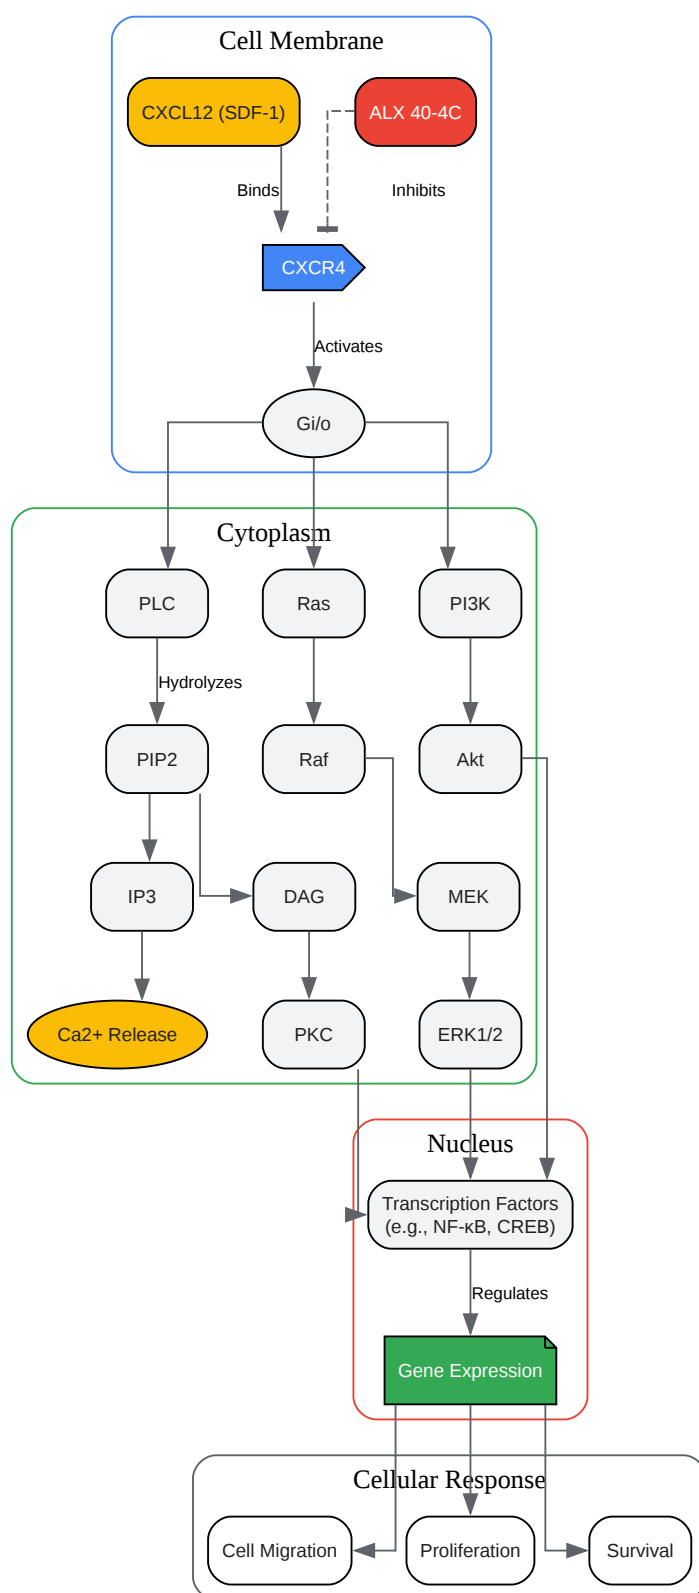 Cell Membrane
CXCL12 (SDF-1)
ALX 40-4C
Binds
Inhibits
CXCR4
Activates
Gi/o
Cytoplasm
PLC
Ras
PI3K
Hydrolyzes
PIP2
Raf
Akt
IP3
DAG
MEK
Ca2+ Release
PKC
ERK1/2
Nucleus
Transcription Factors
(e.g., NF-κB, CREB)
Regulates
Gene Expression
Cellular Response
Cell Migration
Proliferation
Survival